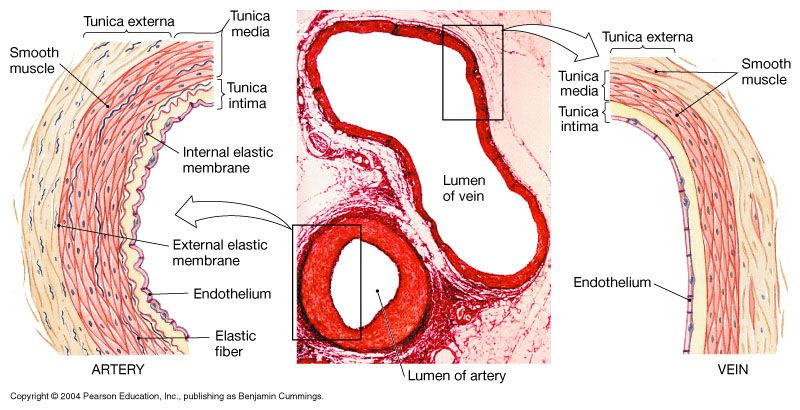 Tunica externa
Tunica
media
Smooth
muscle
Tunica
intima
Internal elastic
membrane
External elastic
membrane
Endothelium
Elastic
fiber
ARTERY
Lumen
of vein
Lumen of artery
Tunica externa
Smooth
muscle
Tunica
media
Tunica
intima
Endothelium
VEIN
Copyright © 2004 Pearson Education, Inc., publishing as Benjamin Cummings.